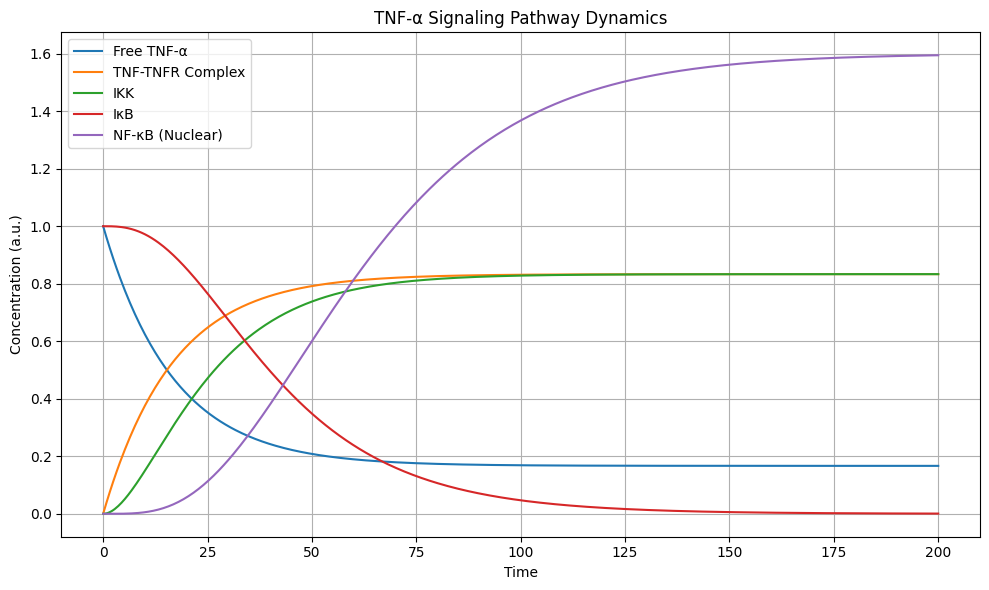 TNF-α Signaling Pathway Dynamics
Free TNF-α
TNF-TNFR Complex
IKK
IκB
NF-κB (Nuclear)
Concentration (a.u.)
1.6
1.4
1.2
1.0
0.8
0.6
0.4
0.2
0.0
0 25 50 75 100 125 150 175 200
Time